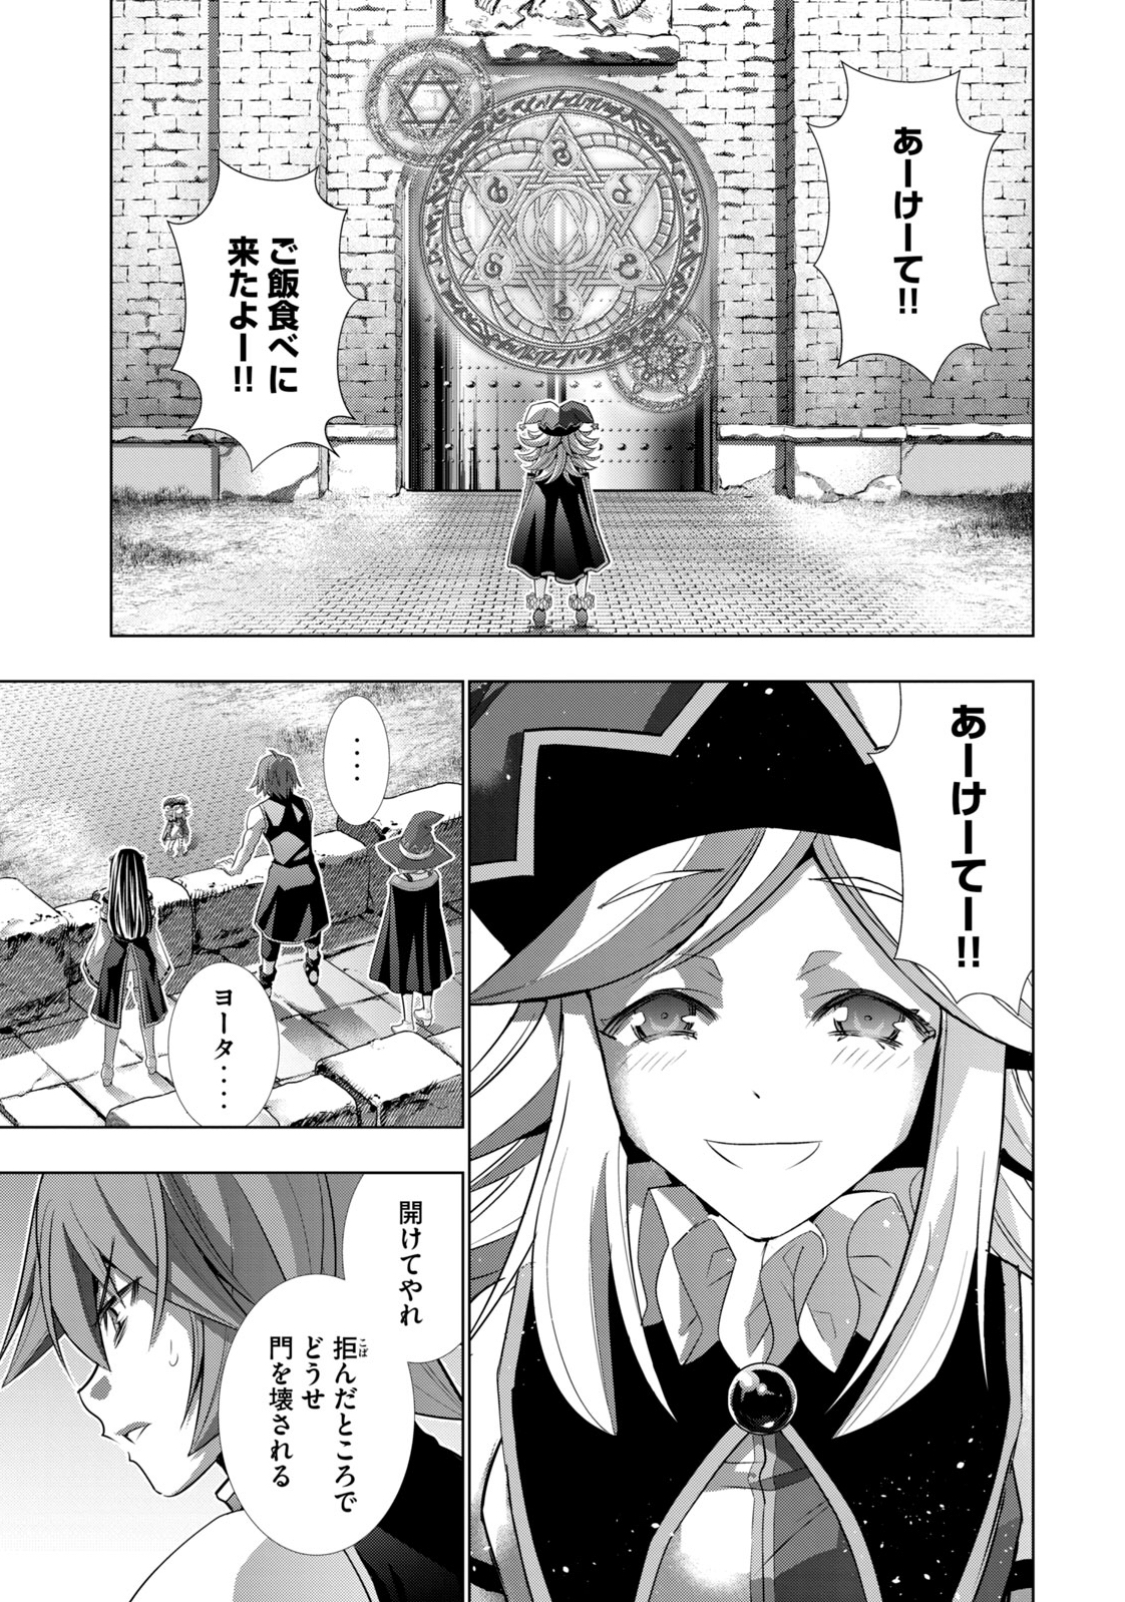 あーけーて!!
ご飯食べに
来たよー!!
あーけーてー!!
‥‥
ヨータ‥‥
開けてやれ
拒んだところで
こば
どうせ
門を壊される